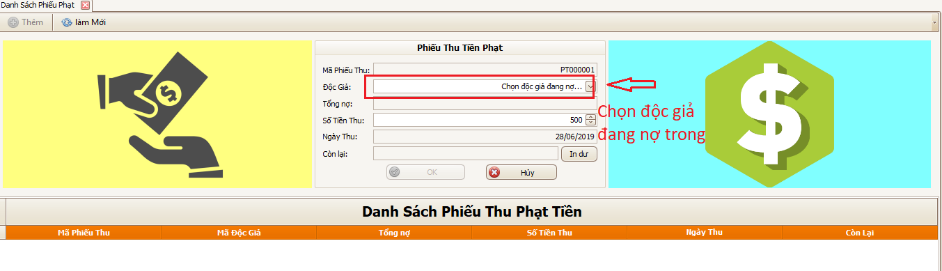 Danh Sách Phiếu Phạt
Thêm làm Mới
Phiếu Thu Tiền Phạt
Mã Phiếu Thu: PT000001
Độc Giả: Chọn độc giả đang nợ...
Tổng nợ:
Số Tiền Thu: 500
Ngày Thu: 28/06/2019
Còn lại: In dư
OK Hủy
Chọn độc giả
đang nợ trong
Danh Sách Phiếu Thu Phạt Tiền
Mã Phiếu Thu Mã Độc Giả Tổng nợ Số Tiền Thu Ngày Thu Còn Lại